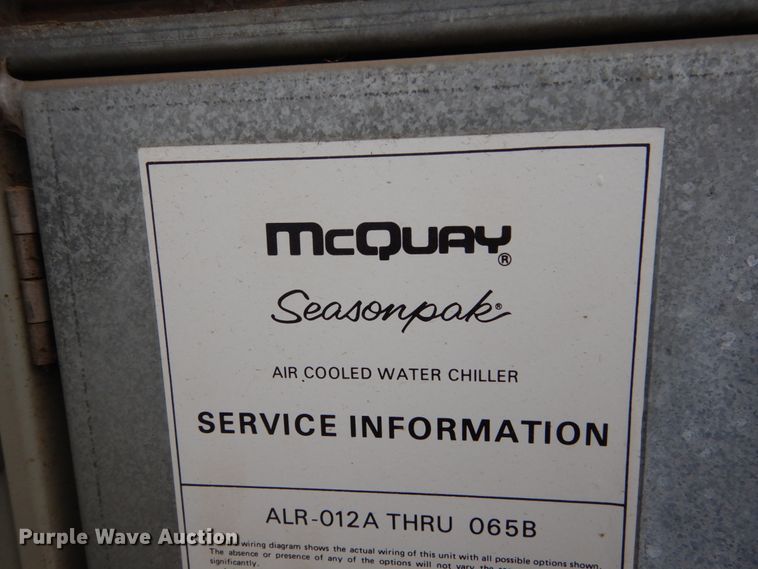 McQuay®
Seasonpak®
AIR COOLED WATER CHILLER
SERVICE INFORMATION
ALR-012A THRU 065B
wiring diagram shows the actual wiring of this unit with all possible options shown.
The absence or presence of any of the options will not vary the
significantly.
Purple Wave Auction